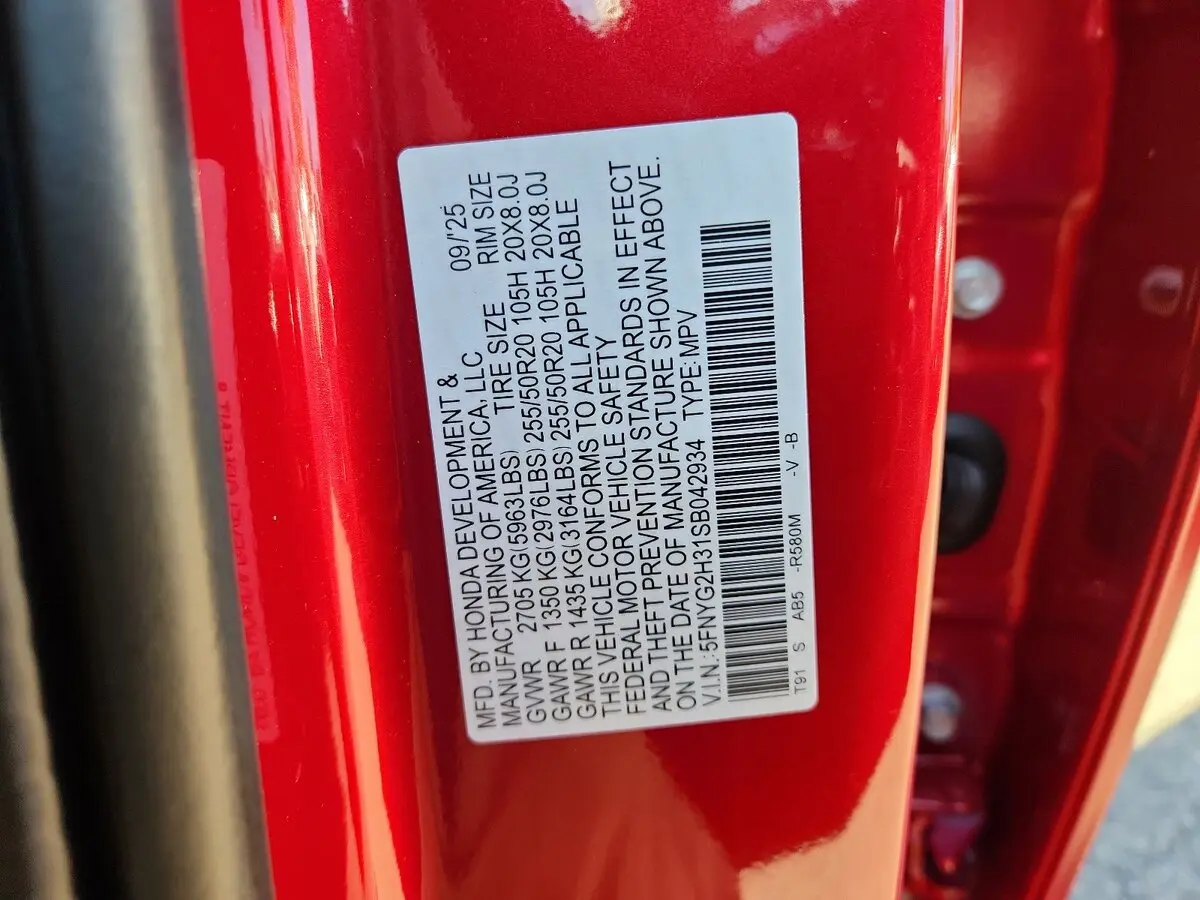 MFD. BY HONDA DEVELOPMENT & 09/'25
MANUFACTURING OF AMERICA, LLC
TIRE SIZE RIM SIZE
GVWR 2705 KG(5963LBS)
GAWR F 1350 KG(2976LBS) 255/50R20 105H 20X8.0J
GAWR R 1435 KG(3164LBS) 255/50R20 105H 20X8.0J
THIS VEHICLE CONFORMS TO ALL APPLICABLE
FEDERAL MOTOR VEHICLE SAFETY
AND THEFT PREVENTION STANDARDS IN EFFECT
ON THE DATE OF MANUFACTURE SHOWN ABOVE.
V.I.N.:5FNYG2H31SB042934 TYPE:MPV
T91 S AB5 -R580M -V -B